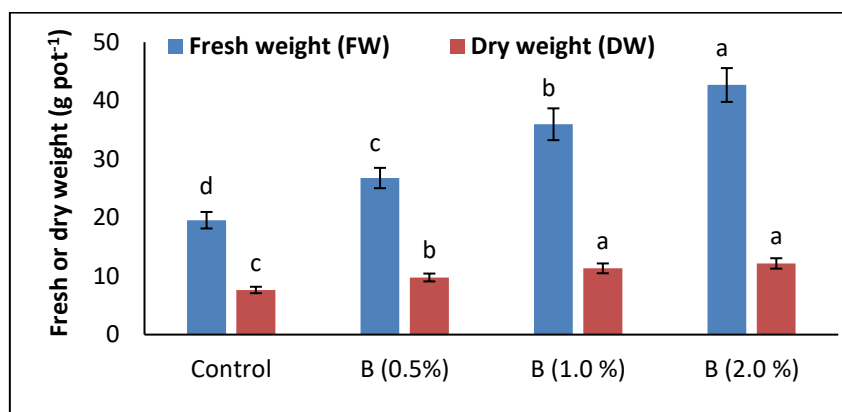 Fresh or dry weight (g pot⁻¹)
50
40
30
20
10
0
Fresh weight (FW)
Dry weight (DW)
d
c
c
b
b
a
a
a
Control
B (0.5%)
B (1.0 %)
B (2.0 %)